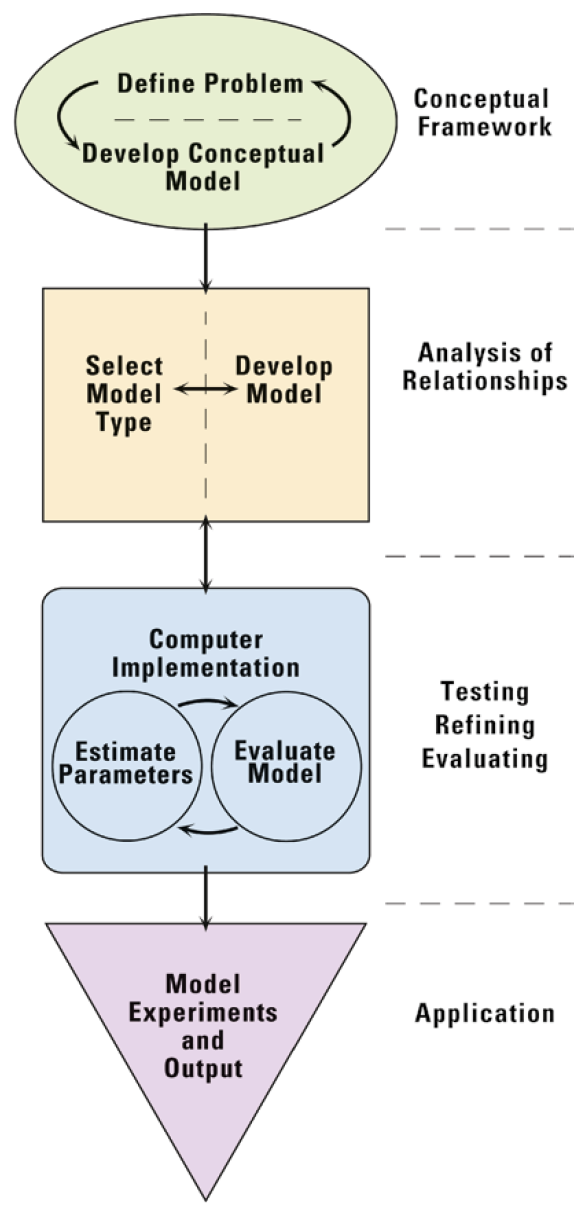 Define Problem
Develop Conceptual
Model
Conceptual
Framework
Select
Model
Type
Develop
Model
Analysis of
Relationships
Computer
Implementation
Estimate
Parameters
Evaluate
Model
Testing
Refining
Evaluating
Model
Experiments
and
Output
Application